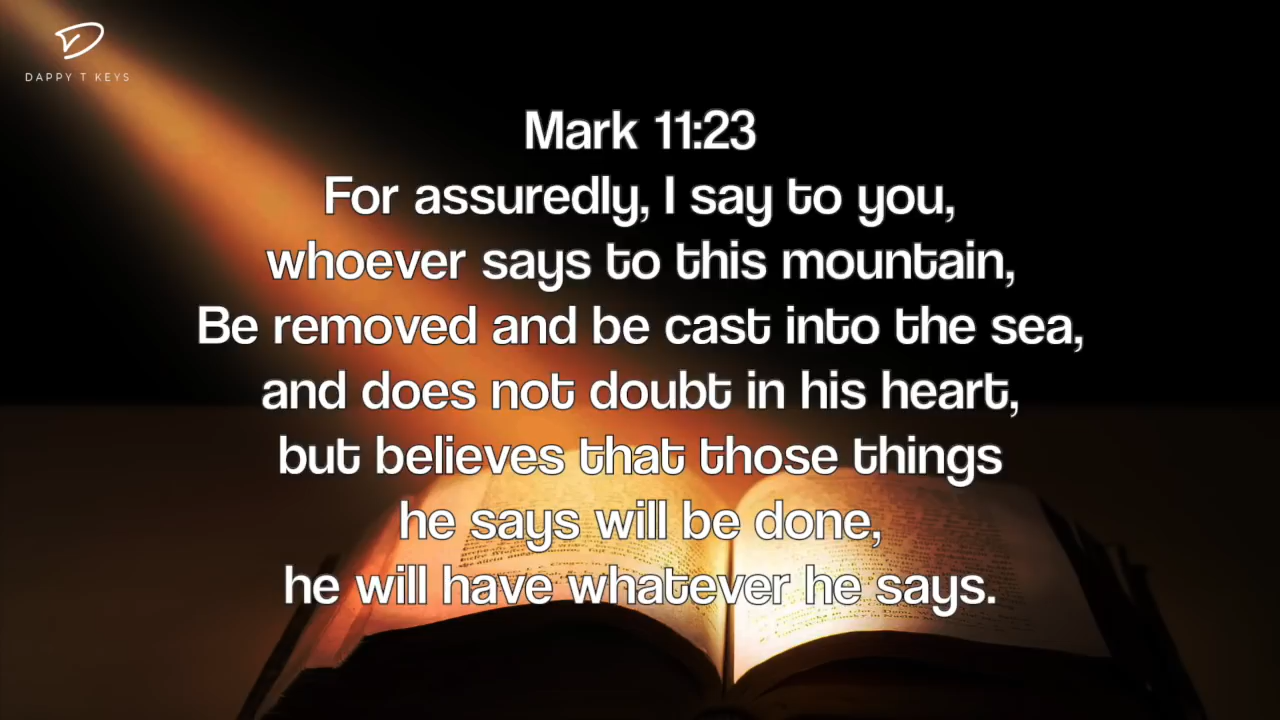 DAPPY T KEYS
Mark 11:23
For assuredly, I say to you,
whoever says to this mountain,
Be removed and be cast into the sea,
and does not doubt in his heart,
but believes that those things
he says will be done,
he will have whatever he says.